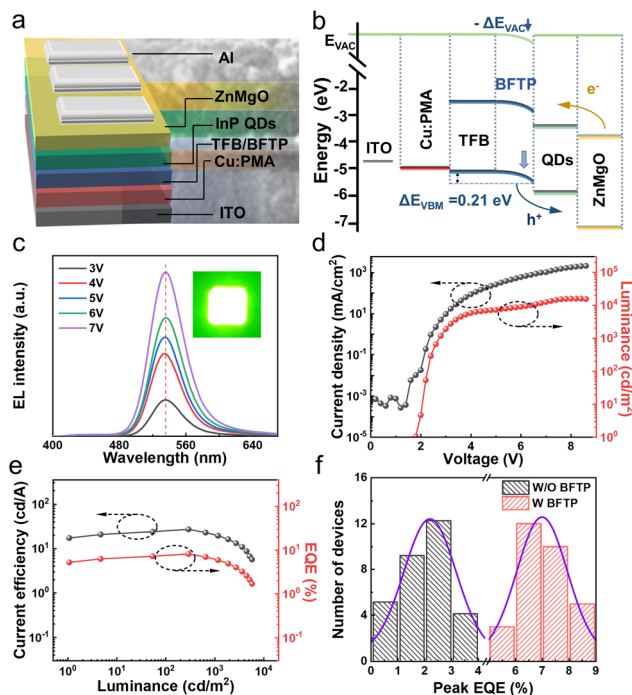 a
Al
ZnMgO
InP QDs
TFB/BFTP
Cu:PMA
ITO
b
E_VAC
- ΔE_VAC
Energy (eV)
-2
-3
-4
-5
-6
-7
ITO
Cu:PMA
TFB
BFTP
QDs
ZnMgO
e⁻
h⁺
ΔE_VBM =0.21 eV
c
EL intensity (a.u.)
3V
4V
5V
6V
7V
400 480 560 640
Wavelength (nm)
d
Current density (mA/cm²)
10³
10¹
10⁻¹
10⁻³
10⁻⁵
0 2 4 6 8
Voltage (V)
10⁵
10⁴
10³
10²
10¹
10⁰
Luminance (cd/m²)
e
Current efficiency (cd/A)
10²
10¹
10⁰
10⁻¹
10⁰ 10¹ 10² 10³ 10⁴
Luminance (cd/m²)
10²
10¹
10⁰
10⁻¹
EQE (%)
f
Number of devices
16
12
8
4
0
W/O BFTP
W BFTP
0 1 2 3 4 6 7 8 9
Peak EQE (%)